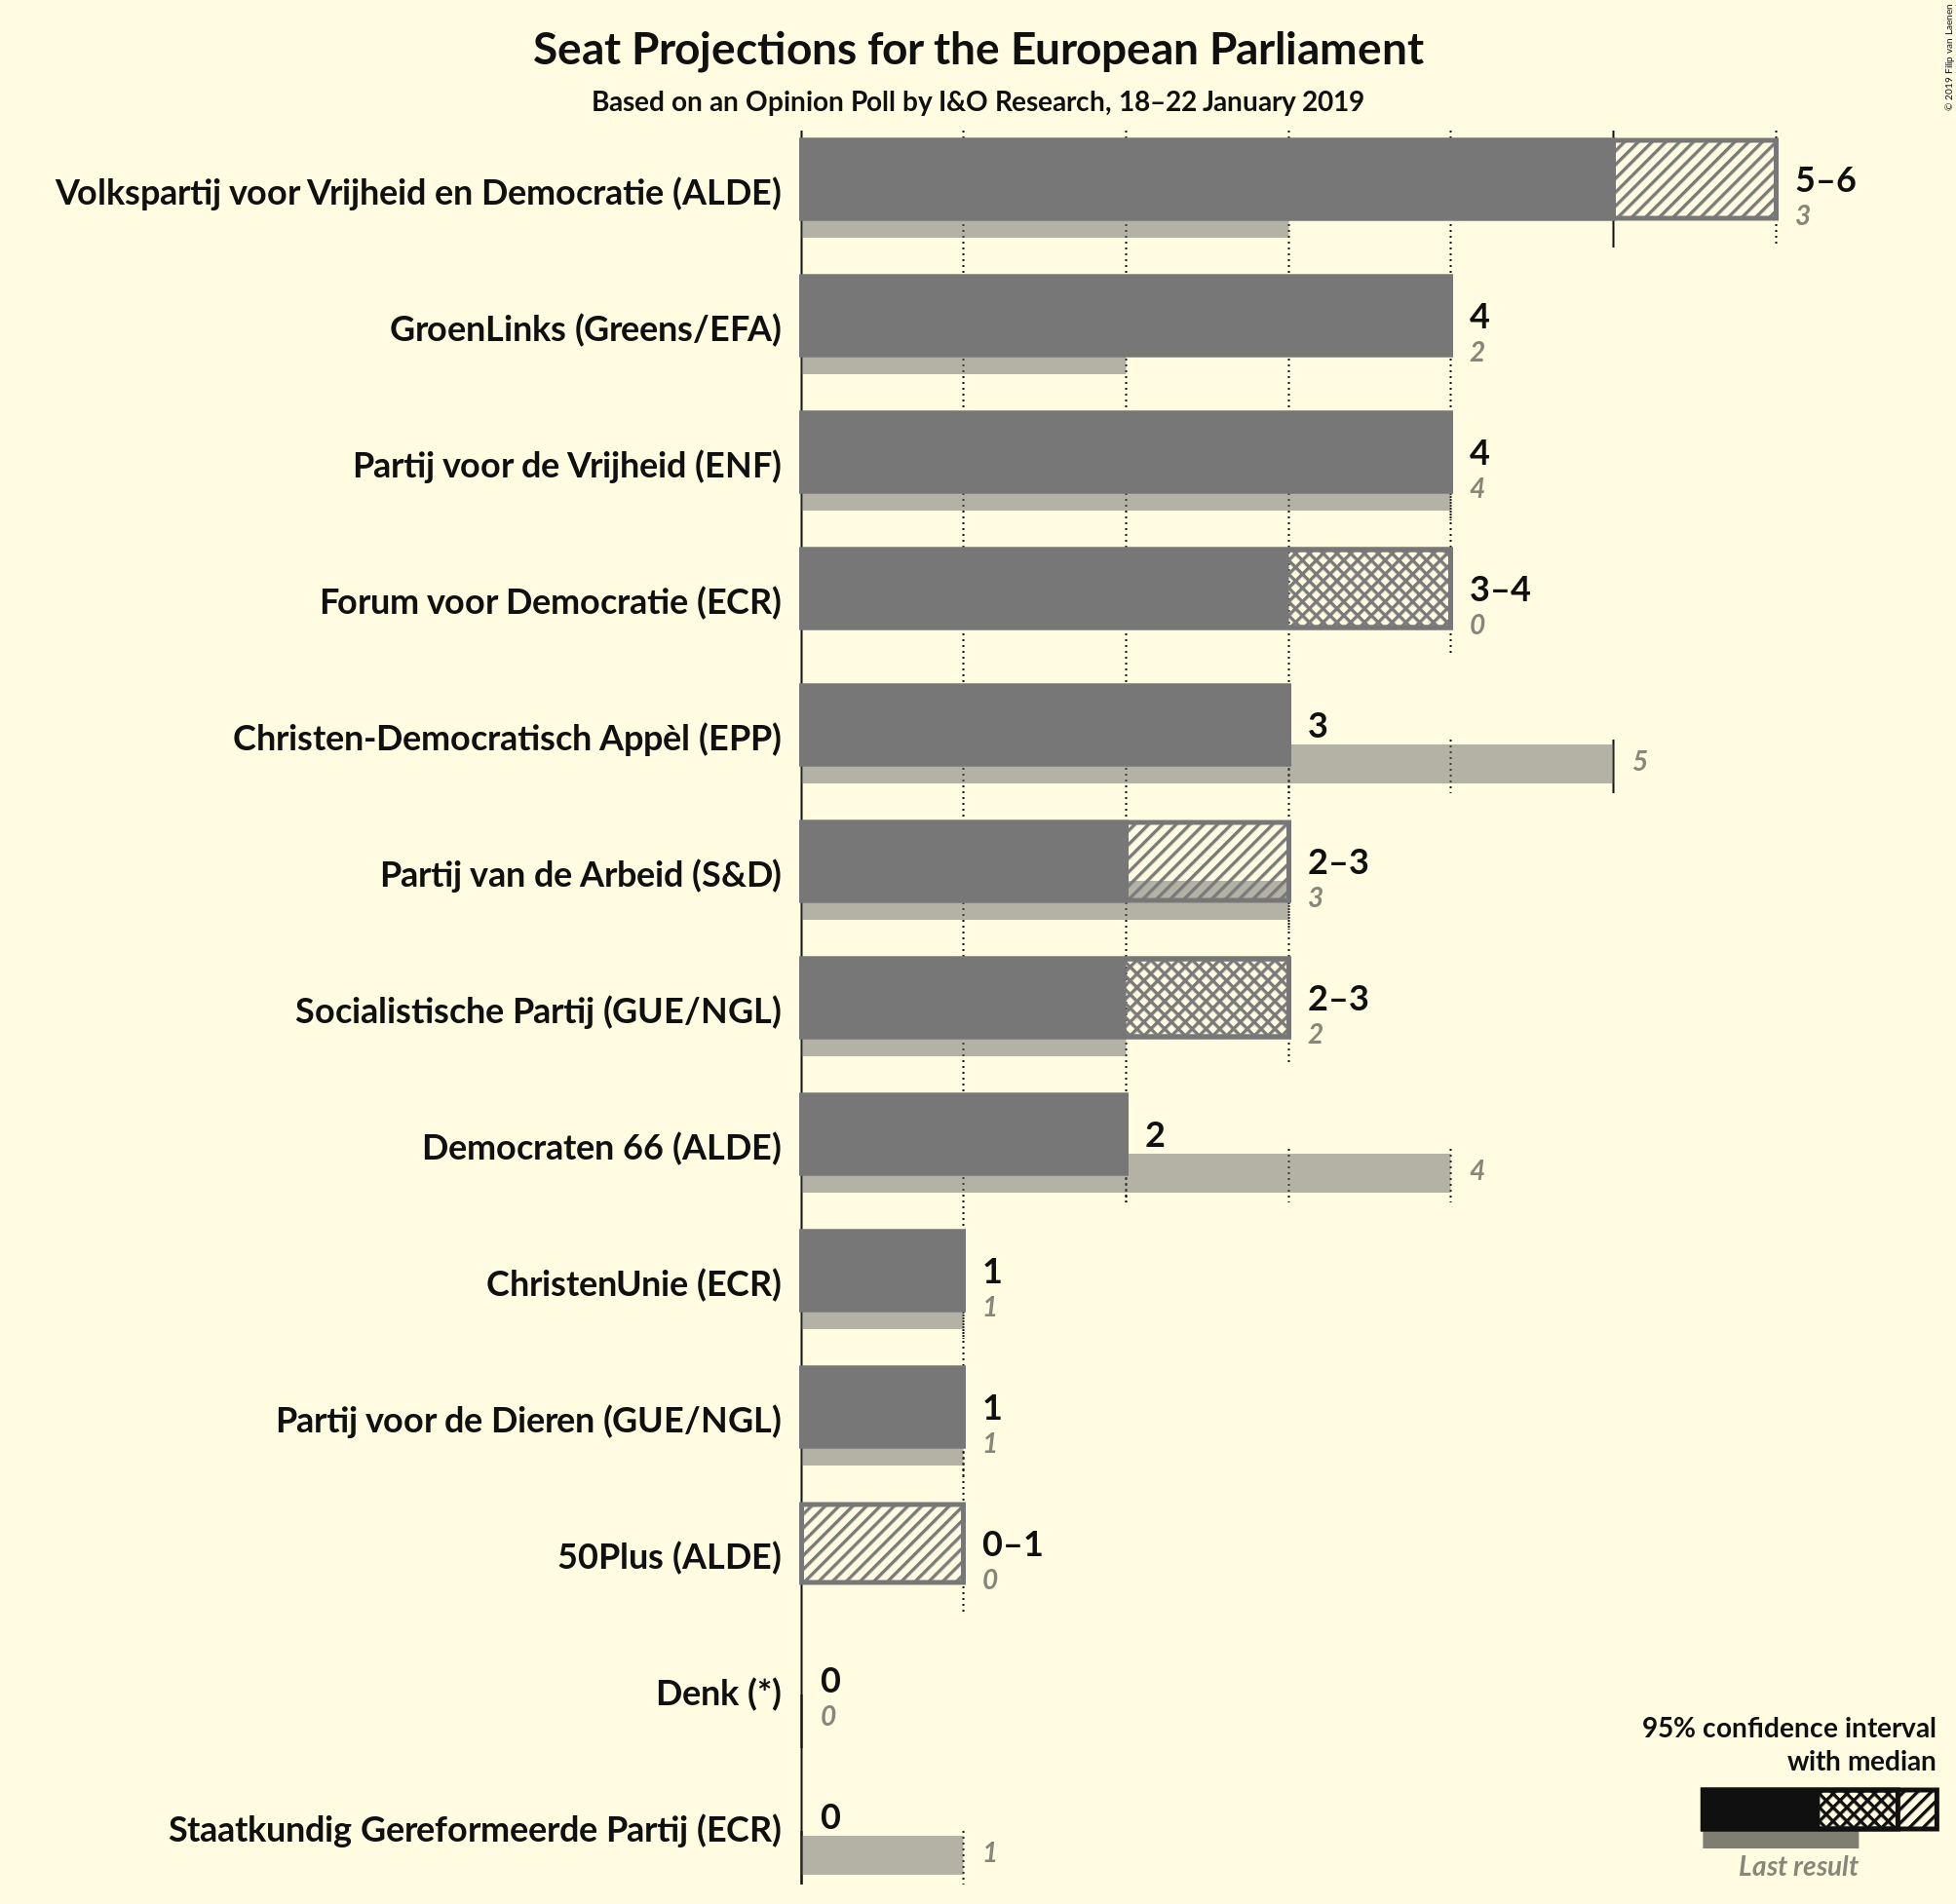 Seat Projections for the European Parliament
Based on an Opinion Poll by I&O Research, 18–22 January 2019
© 2019 Filip van Laenen
Volkspartij voor Vrijheid en Democratie (ALDE)
5–6
3
GroenLinks (Greens/EFA)
4
2
Partij voor de Vrijheid (ENF)
4
4
Forum voor Democratie (ECR)
3–4
0
Christen-Democratisch Appèl (EPP)
3
5
Partij van de Arbeid (S&D)
2–3
3
Socialistische Partij (GUE/NGL)
2–3
2
Democraten 66 (ALDE)
2
4
ChristenUnie (ECR)
1
1
Partij voor de Dieren (GUE/NGL)
1
1
50Plus (ALDE)
0–1
0
Denk (*)
0
0
Staatkundig Gereformeerde Partij (ECR)
0
1
95% confidence interval
with median
Last result